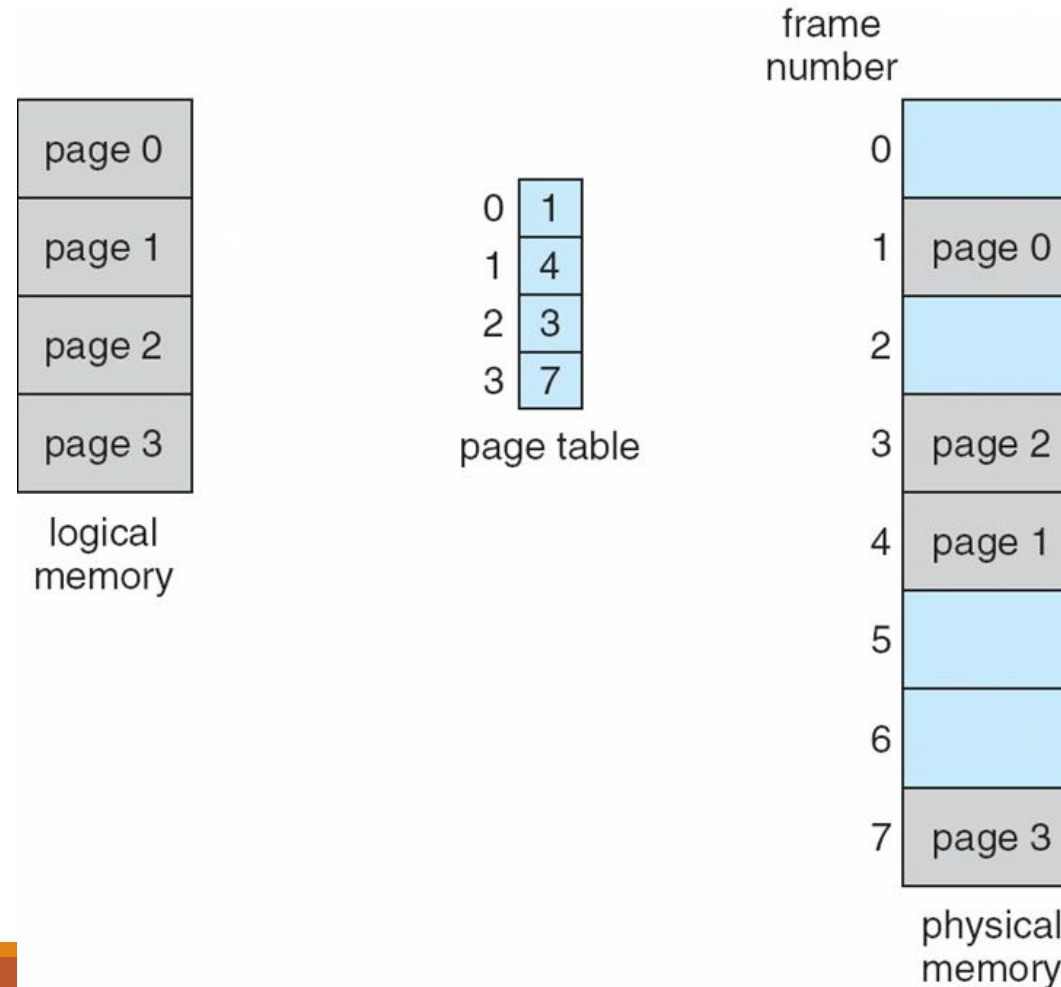 frame
number
page 0
page 1
page 2
page 3
logical
memory
0 1
1 4
2 3
3 7
page table
0
1 page 0
2
3 page 2
4 page 1
5
6
7 page 3
physical
memory